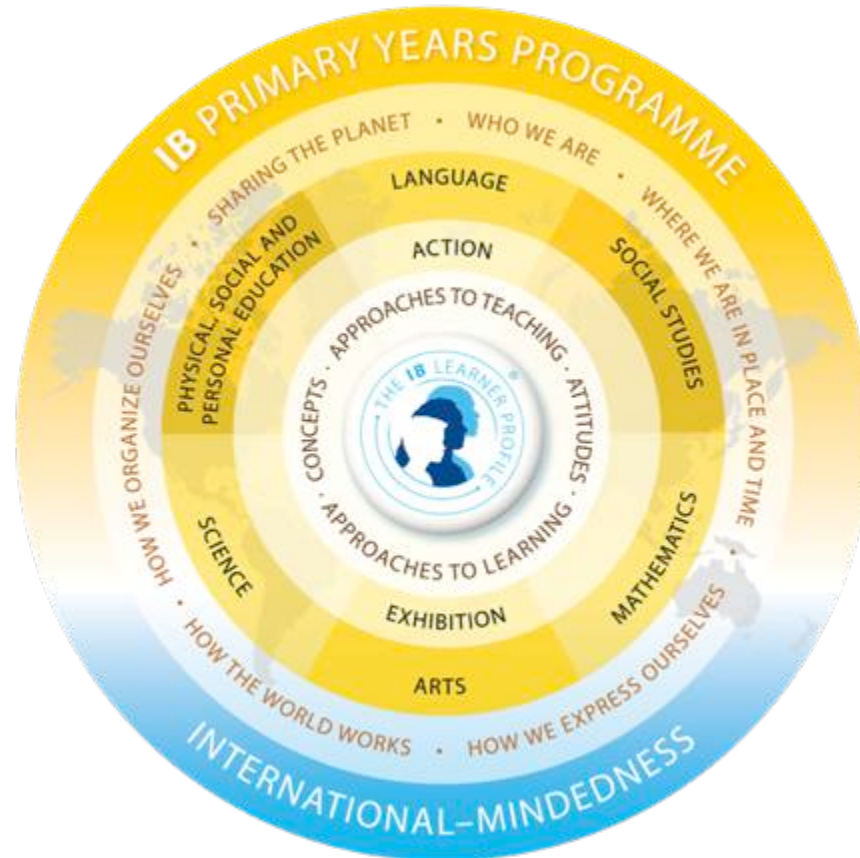 IB PRIMARY YEARS PROGRAMME
SHARING THE PLANET • WHO WE ARE • WHERE WE ARE IN PLACE AND TIME • HOW WE EXPRESS OURSELVES • HOW THE WORLD WORKS • HOW WE ORGANIZE OURSELVES •
LANGUAGE
SOCIAL STUDIES
MATHEMATICS
ARTS
SCIENCE
PHYSICAL, SOCIAL AND
PERSONAL EDUCATION
ACTION
EXHIBITION
APPROACHES TO TEACHING · ATTITUDES · APPROACHES TO LEARNING · CONCEPTS ·
THE IB LEARNER PROFILE ®
INTERNATIONAL–MINDEDNESS